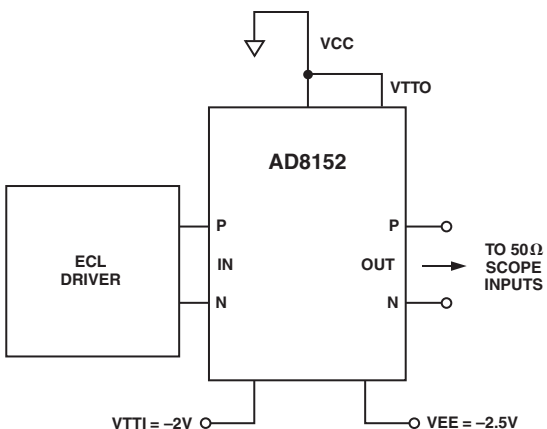 VCC
VTTO
AD8152
ECL
DRIVER
P
IN
N
P
OUT
N
TO 50Ω
SCOPE
INPUTS
VTTI = –2V
VEE = –2.5V